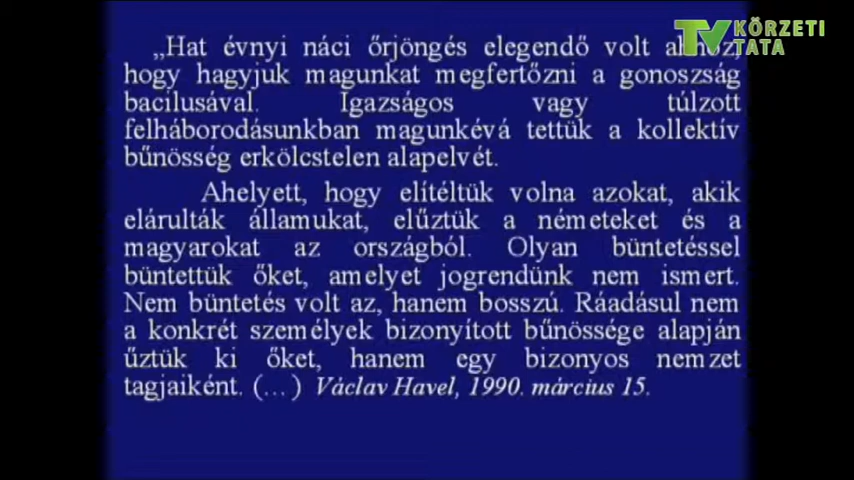 TV KÖRZETI
TATA
„Hat évnyi náci őrjöngés elegendő volt ahhoz,
hogy hagyjuk magunkat megfertőzni a gonoszság
bacilusával. Igazságos vagy túlzott
felháborodásunkban magunkévá tettük a kollektív
bűnösség erkölcstelen alapelvét.
Ahelyett, hogy elítéltük volna azokat, akik
elárulták államukat, elűztük a németeket és a
magyarokat az országból. Olyan büntetéssel
büntettük őket, amelyet jogrendünk nem ismert.
Nem büntetés volt az, hanem bosszú. Ráadásul nem
a konkrét személyek bizonyított bűnössége alapján
űztük ki őket, hanem egy bizonyos nemzet
tagjaiként. (…) Václav Havel, 1990. március 15.